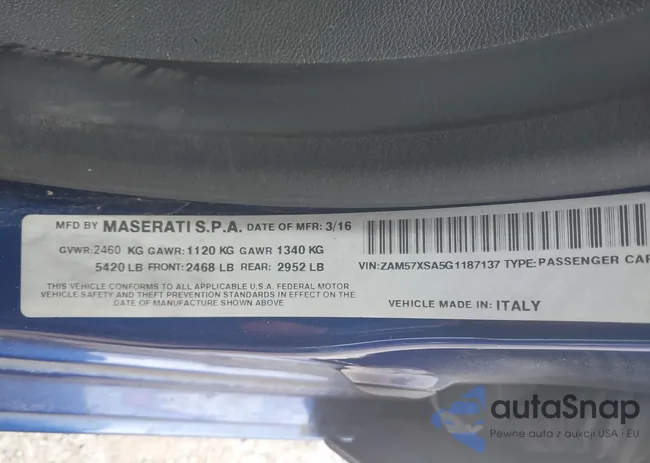 MFD BY MASERATI S.P.A. DATE OF MFR: 3/16
GVWR: 2460 KG GAWR: 1120 KG GAWR 1340 KG
5420 LB FRONT: 2468 LB REAR: 2952 LB
THIS VEHICLE CONFORMS TO ALL APPLICABLE U.S.A. FEDERAL MOTOR
VEHICLE SAFETY AND THEFT PREVENTION STANDARDS IN EFFECT ON THE
DATE OF MANUFACTURE SHOWN ABOVE
VIN: ZAM57XSA5G1187137 TYPE: PASSENGER CAR
VEHICLE MADE IN: ITALY
autoSnap
Pewne auta z aukcji USA i EU